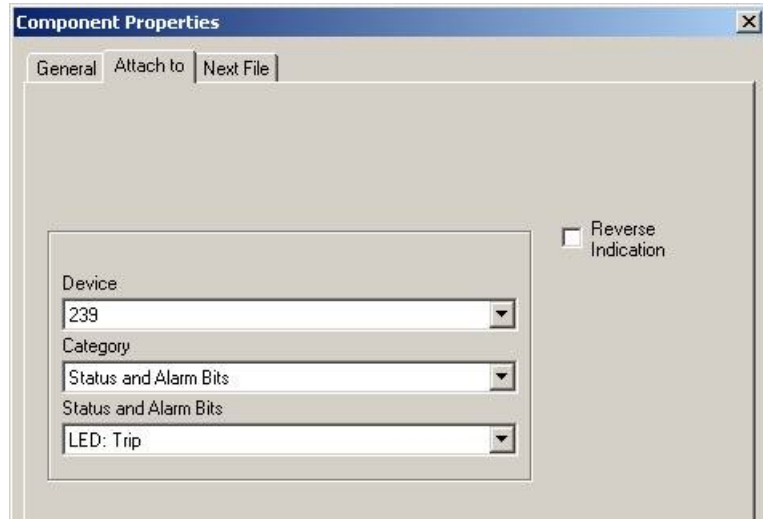 Component Properties
General Attach to Next File
Reverse
Indication
Device
239
Category
Status and Alarm Bits
Status and Alarm Bits
LED: Trip